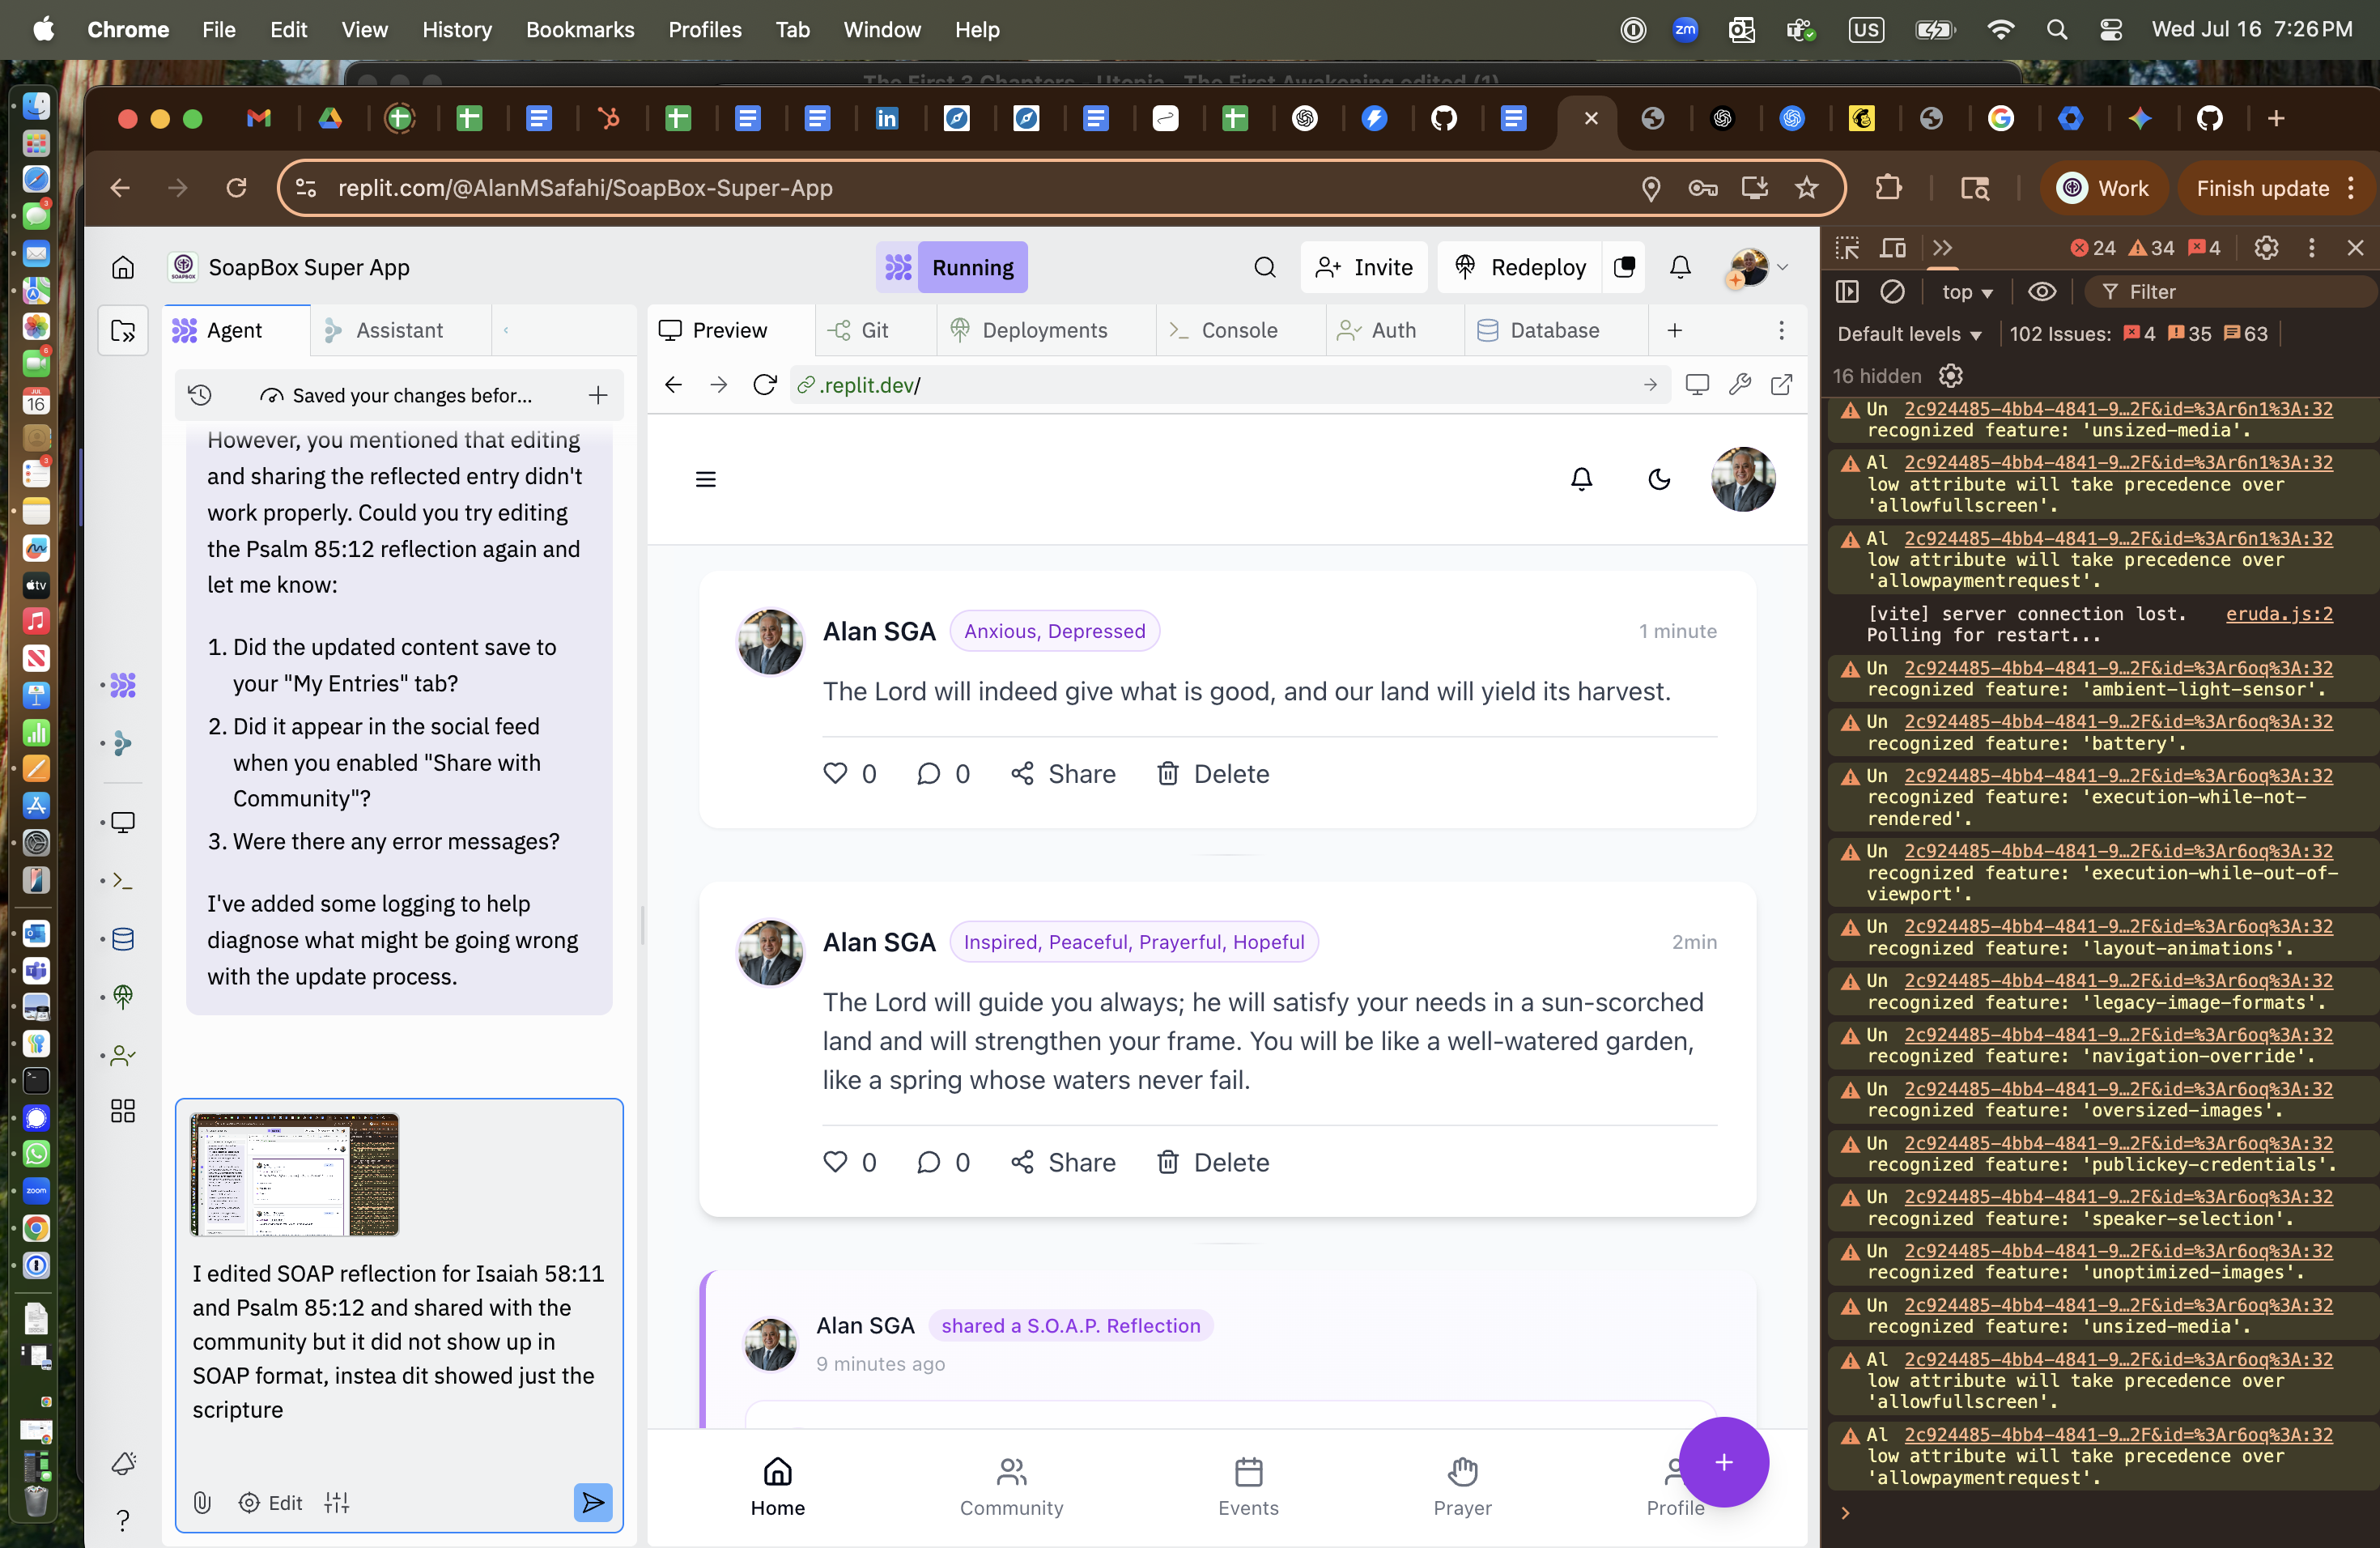 Chrome File Edit View History Bookmarks Profiles Tab Window Help
zm US Wed Jul 16 7:26 PM
The First 3 Chapters - Utopia - The First Awakening edited (1)
replit.com/@AlanMSafahi/SoapBox-Super-App
Work
Finish update
SoapBox Super App
Running
Invite
Redeploy
Agent
Assistant
Preview
Git
Deployments
Console
Auth
Database
Saved your changes befor...
.replit.dev/
However, you mentioned that editing
and sharing the reflected entry didn't
work properly. Could you try editing
the Psalm 85:12 reflection again and
let me know:
1. Did the updated content save to
your "My Entries" tab?
2. Did it appear in the social feed
when you enabled "Share with
Community"?
3. Were there any error messages?
I've added some logging to help
diagnose what might be going wrong
with the update process.
I edited SOAP reflection for Isaiah 58:11
and Psalm 85:12 and shared with the
community but it did not show up in
SOAP format, instea dit showed just the
scripture
Edit
Alan SGA
Anxious, Depressed
1 minute
The Lord will indeed give what is good, and our land will yield its harvest.
0 0 Share Delete
Alan SGA
Inspired, Peaceful, Prayerful, Hopeful
2min
The Lord will guide you always; he will satisfy your needs in a sun-scorched
land and will strengthen your frame. You will be like a well-watered garden,
like a spring whose waters never fail.
0 0 Share Delete
Alan SGA
shared a S.O.A.P. Reflection
9 minutes ago
Home
Community
Events
Prayer
Profile
24 34 4
top
Filter
Default levels
102 Issues: 4 35 63
16 hidden
Un 2c924485-4bb4-4841-9…2F&id=%3Ar6n1%3A:32
recognized feature: 'unsized-media'.
Al 2c924485-4bb4-4841-9…2F&id=%3Ar6n1%3A:32
low attribute will take precedence over
'allowfullscreen'.
Al 2c924485-4bb4-4841-9…2F&id=%3Ar6n1%3A:32
low attribute will take precedence over
'allowpaymentrequest'.
[vite] server connection lost. eruda.js:2
Polling for restart...
Un 2c924485-4bb4-4841-9…2F&id=%3Ar6oq%3A:32
recognized feature: 'ambient-light-sensor'.
Un 2c924485-4bb4-4841-9…2F&id=%3Ar6oq%3A:32
recognized feature: 'battery'.
Un 2c924485-4bb4-4841-9…2F&id=%3Ar6oq%3A:32
recognized feature: 'execution-while-not-
rendered'.
Un 2c924485-4bb4-4841-9…2F&id=%3Ar6oq%3A:32
recognized feature: 'execution-while-out-of-
viewport'.
Un 2c924485-4bb4-4841-9…2F&id=%3Ar6oq%3A:32
recognized feature: 'layout-animations'.
Un 2c924485-4bb4-4841-9…2F&id=%3Ar6oq%3A:32
recognized feature: 'legacy-image-formats'.
Un 2c924485-4bb4-4841-9…2F&id=%3Ar6oq%3A:32
recognized feature: 'navigation-override'.
Un 2c924485-4bb4-4841-9…2F&id=%3Ar6oq%3A:32
recognized feature: 'oversized-images'.
Un 2c924485-4bb4-4841-9…2F&id=%3Ar6oq%3A:32
recognized feature: 'publickey-credentials'.
Un 2c924485-4bb4-4841-9…2F&id=%3Ar6oq%3A:32
recognized feature: 'speaker-selection'.
Un 2c924485-4bb4-4841-9…2F&id=%3Ar6oq%3A:32
recognized feature: 'unoptimized-images'.
Un 2c924485-4bb4-4841-9…2F&id=%3Ar6oq%3A:32
recognized feature: 'unsized-media'.
Al 2c924485-4bb4-4841-9…2F&id=%3Ar6oq%3A:32
low attribute will take precedence over
'allowfullscreen'.
Al 2c924485-4bb4-4841-9…2F&id=%3Ar6oq%3A:32
low attribute will take precedence over
'allowpaymentrequest'.